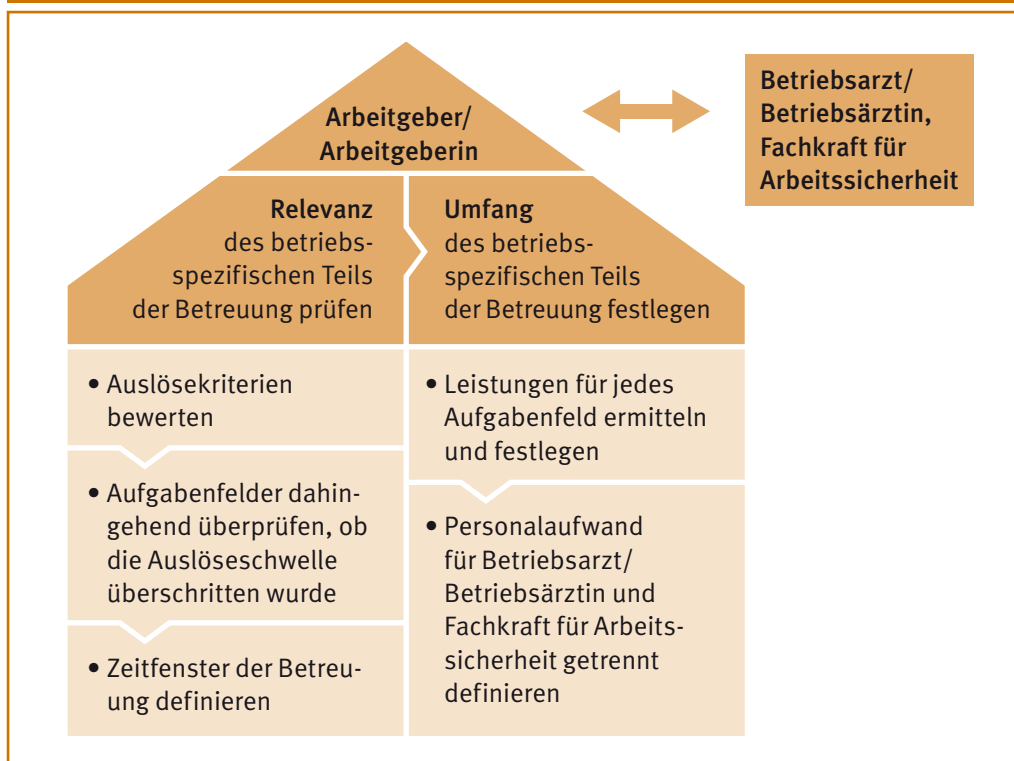 Arbeitgeber/
Arbeitgeberin
Betriebsarzt/
Betriebsärztin,
Fachkraft für
Arbeitssicherheit
Relevanz
des betriebs-
spezifischen Teils
der Betreuung prüfen
Umfang
des betriebs-
spezifischen Teils
der Betreuung festlegen
• Auslösekriterien
bewerten
• Aufgabenfelder dahin-
gehend überprüfen, ob
die Auslöseschwelle
überschritten wurde
• Zeitfenster der Betreu-
ung definieren
• Leistungen für jedes
Aufgabenfeld ermitteln
und festlegen
• Personalaufwand
für Betriebsarzt/
Betriebsärztin und
Fachkraft für Arbeits-
sicherheit getrennt
definieren